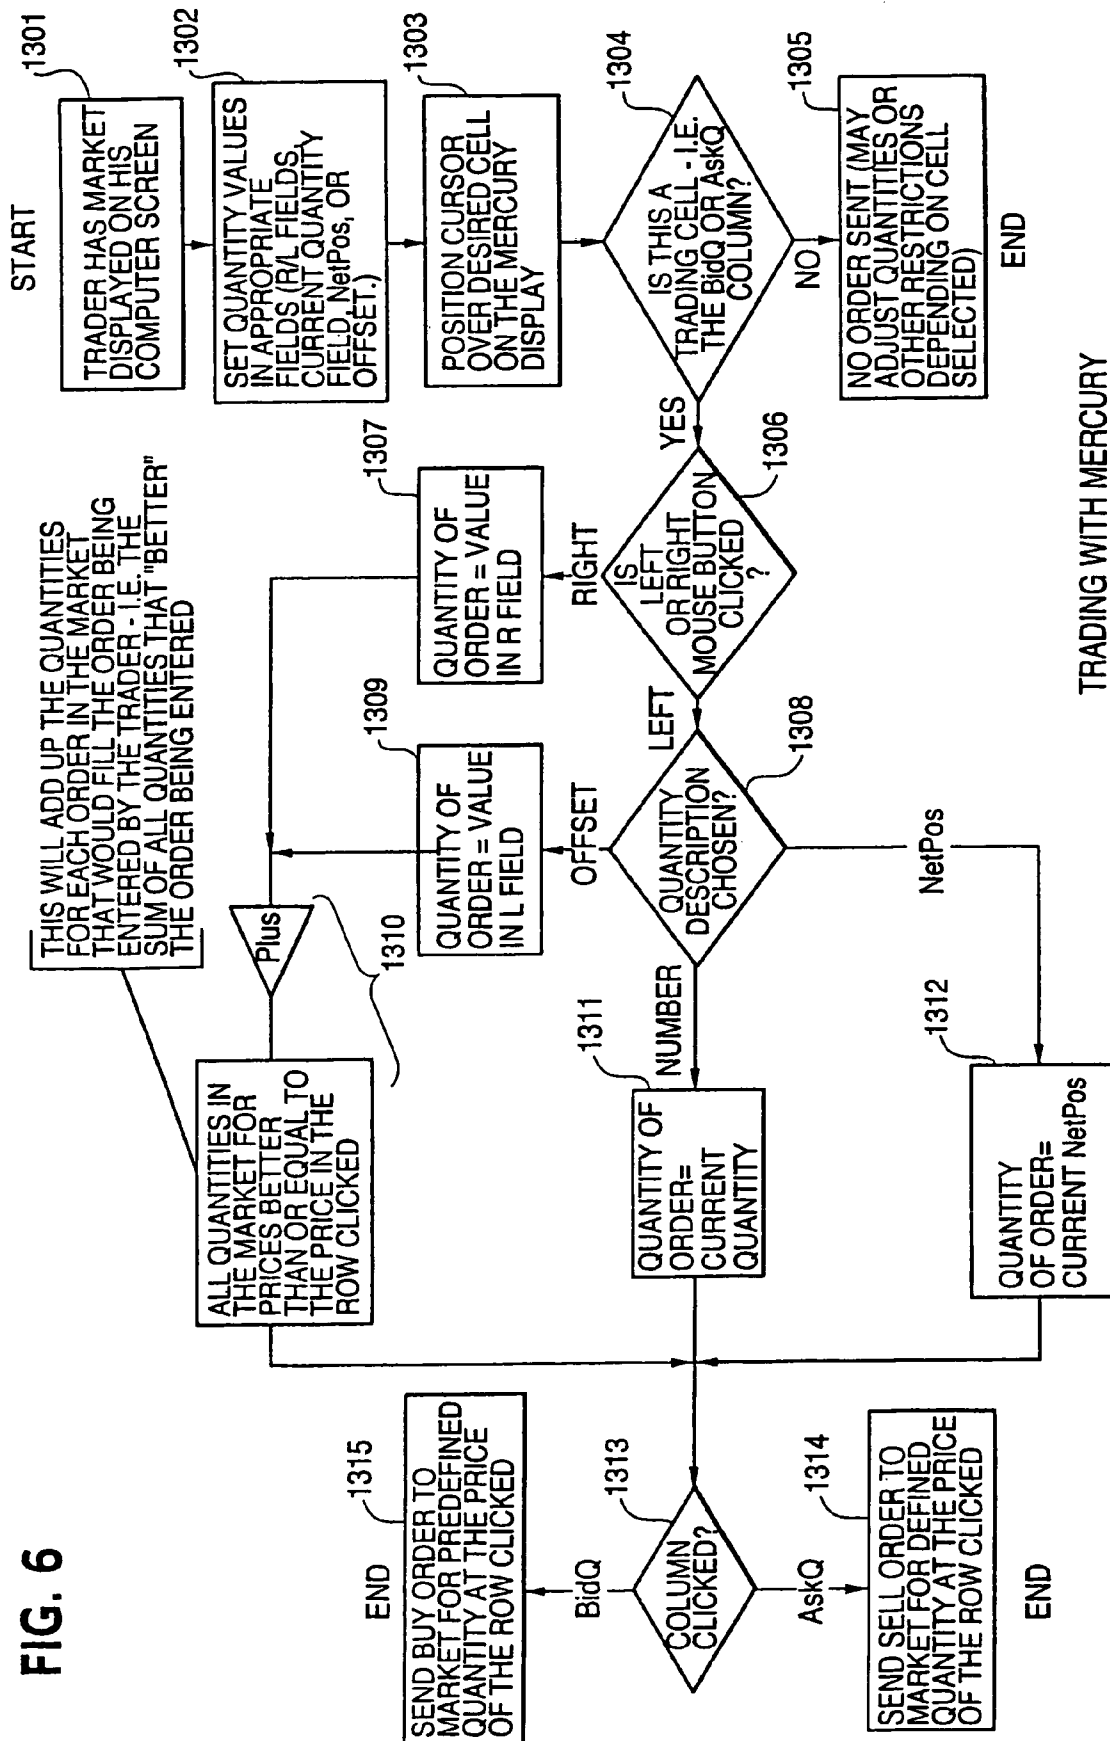 FIG. 6
START
1301
TRADER HAS MARKET
DISPLAYED ON HIS
COMPUTER SCREEN
1302
SET QUANTITY VALUES
IN APPROPRIATE
FIELDS (R/L FIELDS,
CURRENT QUANTITY
FIELD, NetPos, OR
OFFSET.)
1303
POSITION CURSOR
OVER DESIRED CELL
ON THE MERCURY
DISPLAY
1304
IS THIS A
TRADING CELL - I.E.
THE BidQ OR AskQ
COLUMN?
NO
1305
NO ORDER SENT (MAY
ADJUST QUANTITIES OR
OTHER RESTRICTIONS
DEPENDING ON CELL
SELECTED)
END
YES
1306
IS
LEFT
OR RIGHT
MOUSE BUTTON
CLICKED
?
RIGHT
1307
QUANTITY OF
ORDER = VALUE
IN R FIELD
LEFT
1308
QUANTITY
DESCRIPTION
CHOSEN?
OFFSET
1309
QUANTITY OF
ORDER = VALUE
IN L FIELD
Plus
1310
ALL QUANTITIES IN
THE MARKET FOR
PRICES BETTER
THAN OR EQUAL TO
THE PRICE IN THE
ROW CLICKED
THIS WILL ADD UP THE QUANTITIES
FOR EACH ORDER IN THE MARKET
THAT WOULD FILL THE ORDER BEING
ENTERED BY THE TRADER - I.E. THE
SUM OF ALL QUANTITIES THAT "BETTER"
THE ORDER BEING ENTERED
NUMBER
1311
QUANTITY OF
ORDER=
CURRENT
QUANTITY
NetPos
1312
QUANTITY
OF ORDER=
CURRENT NetPos
1313
COLUMN
CLICKED?
BidQ
1315
SEND BUY ORDER TO
MARKET FOR PREDEFINED
QUANTITY AT THE PRICE
OF THE ROW CLICKED
END
AskQ
1314
SEND SELL ORDER TO
MARKET FOR DEFINED
QUANTITY AT THE PRICE
OF THE ROW CLICKED
END
TRADING WITH MERCURY